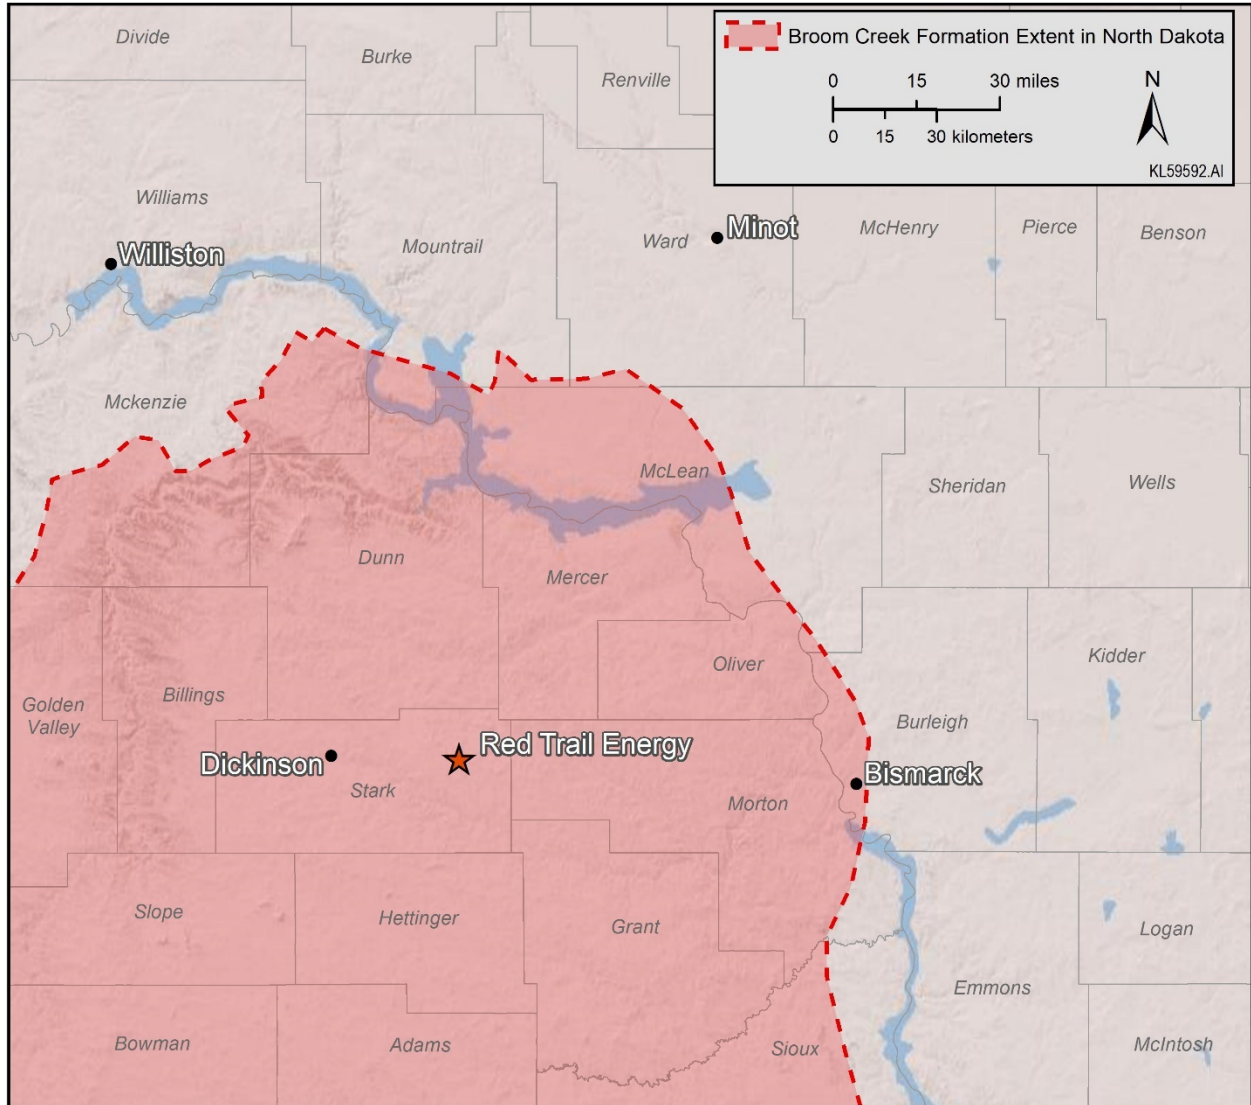 Divide
Burke
Renville
Broom Creek Formation Extent in North Dakota
0 15 30 miles
0 15 30 kilometers
N
KL59592.AI
Williams
Williston
Mountrail
Ward
Minot
McHenry
Pierce
Benson
Mckenzie
McLean
Sheridan
Wells
Dunn
Mercer
Golden
Valley
Billings
Oliver
Burleigh
Kidder
Dickinson
Stark
Red Trail Energy
Morton
Bismarck
Slope
Hettinger
Grant
Logan
Emmons
Bowman
Adams
Sioux
McIntosh